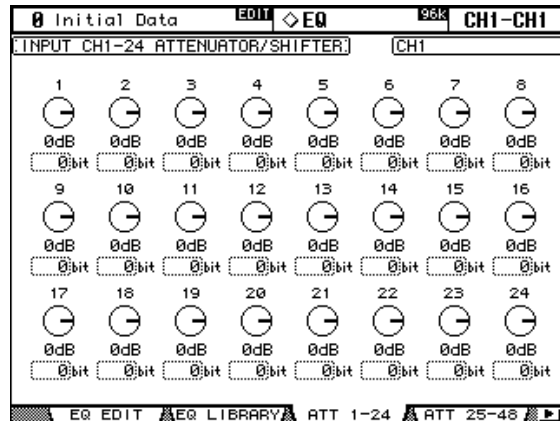 0 Initial Data EDIT ◇EQ 96k CH1-CH1
INPUT CH1-24 ATTENUATOR/SHIFTER CH1
1 2 3 4 5 6 7 8
0dB 0dB 0dB 0dB 0dB 0dB 0dB 0dB
0bit 0bit 0bit 0bit 0bit 0bit 0bit 0bit
9 10 11 12 13 14 15 16
0dB 0dB 0dB 0dB 0dB 0dB 0dB 0dB
0bit 0bit 0bit 0bit 0bit 0bit 0bit 0bit
17 18 19 20 21 22 23 24
0dB 0dB 0dB 0dB 0dB 0dB 0dB 0dB
0bit 0bit 0bit 0bit 0bit 0bit 0bit 0bit
EQ EDIT EQ LIBRARY ATT 1-24 ATT 25-48